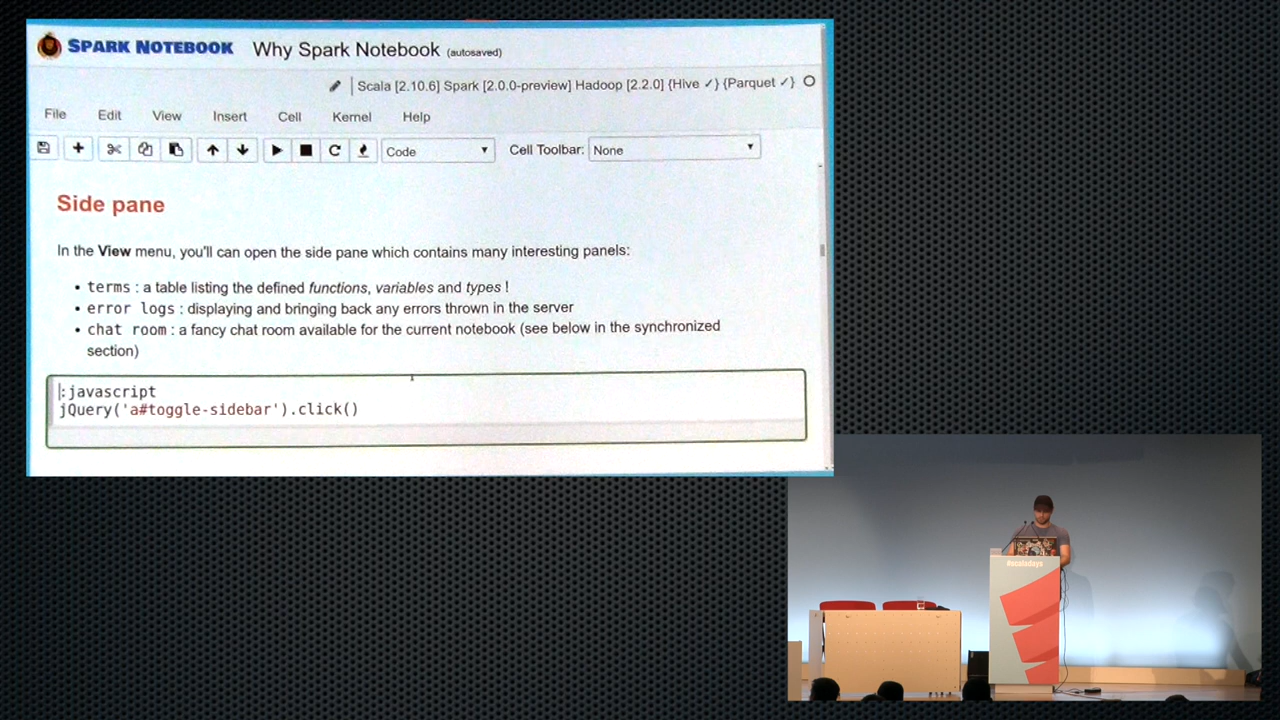 SPARK NOTEBOOK Why Spark Notebook (autosaved)
Scala [2.10.6] Spark [2.0.0-preview] Hadoop [2.2.0] {Hive ✓} {Parquet ✓}
File Edit View Insert Cell Kernel Help
Code Cell Toolbar: None
Side pane
In the View menu, you'll can open the side pane which contains many interesting panels:
• terms : a table listing the defined functions, variables and types !
• error logs : displaying and bringing back any errors thrown in the server
• chat room : a fancy chat room available for the current notebook (see below in the synchronized
section)
:javascript
jQuery('a#toggle-sidebar').click()
#scaladays